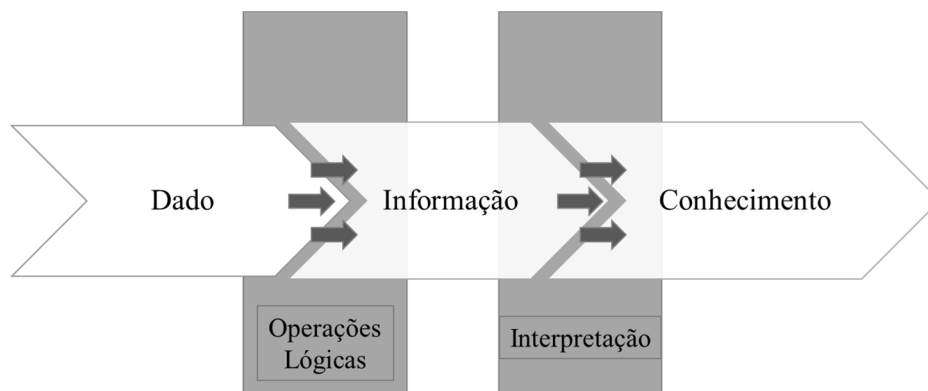 Dado
Informação
Conhecimento
Operações
Lógicas
Interpretação